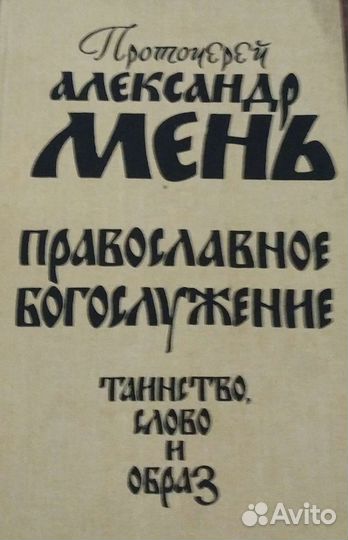 Протоиерей
АЛЕКСАНДР
МЕНЬ
ПРАВОСЛАВНОЕ
БОГОСЛУЖЕНИЕ
ТАИНСТВО,
СЛОВО
И
ОБРАЗ
Avito